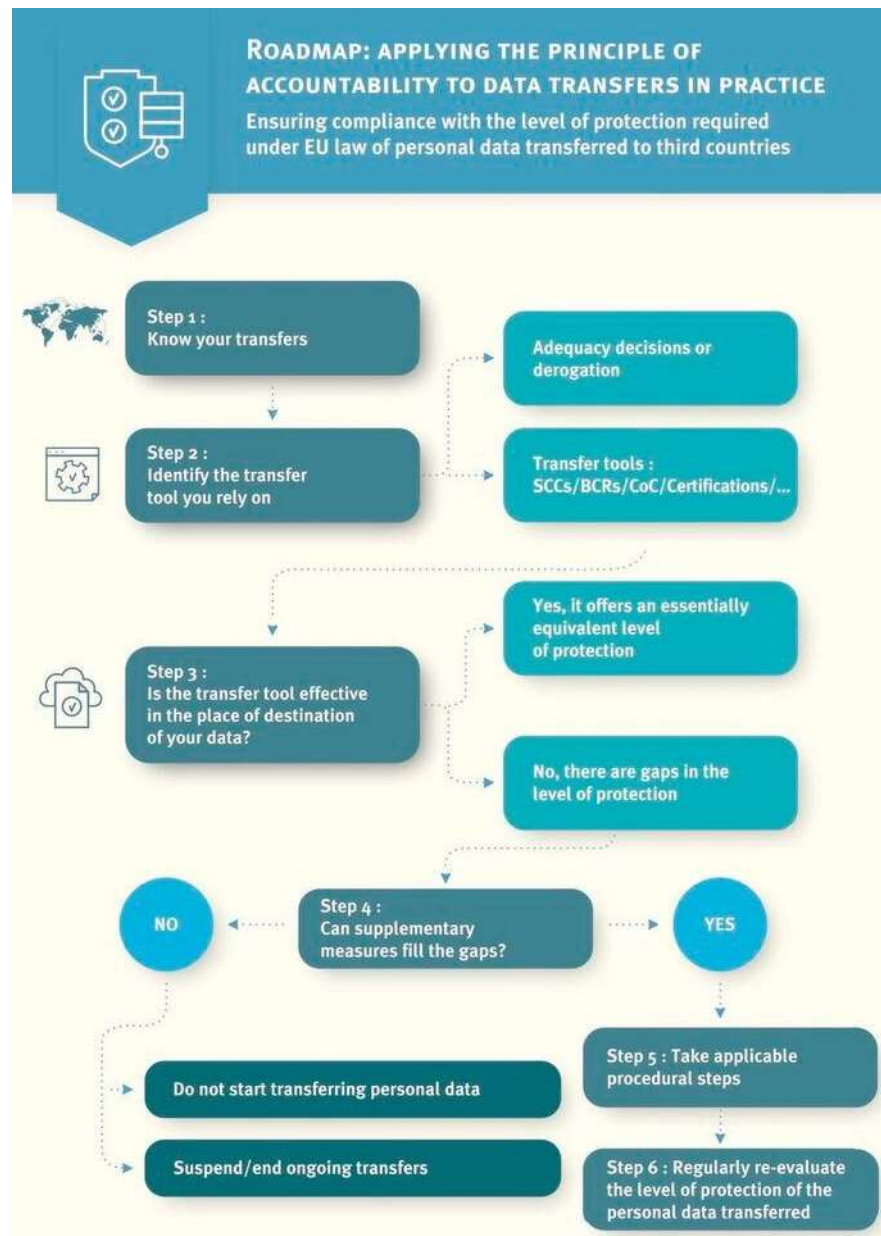 ROADMAP: APPLYING THE PRINCIPLE OF
ACCOUNTABILITY TO DATA TRANSFERS IN PRACTICE
Ensuring compliance with the level of protection required
under EU law of personal data transferred to third countries
Step 1 :
Know your transfers
Adequacy decisions or
derogation
Step 2 :
Identify the transfer
tool you rely on
Transfer tools :
SCCs/BCRs/CoC/Certifications/...
Yes, it offers an essentially
equivalent level
of protection
Step 3 :
Is the transfer tool effective
in the place of destination
of your data?
No, there are gaps in the
level of protection
NO
Step 4 :
Can supplementary
measures fill the gaps?
YES
Step 5 : Take applicable
procedural steps
Do not start transferring personal data
Suspend/end ongoing transfers
Step 6 : Regularly re-evaluate
the level of protection of the
personal data transferred